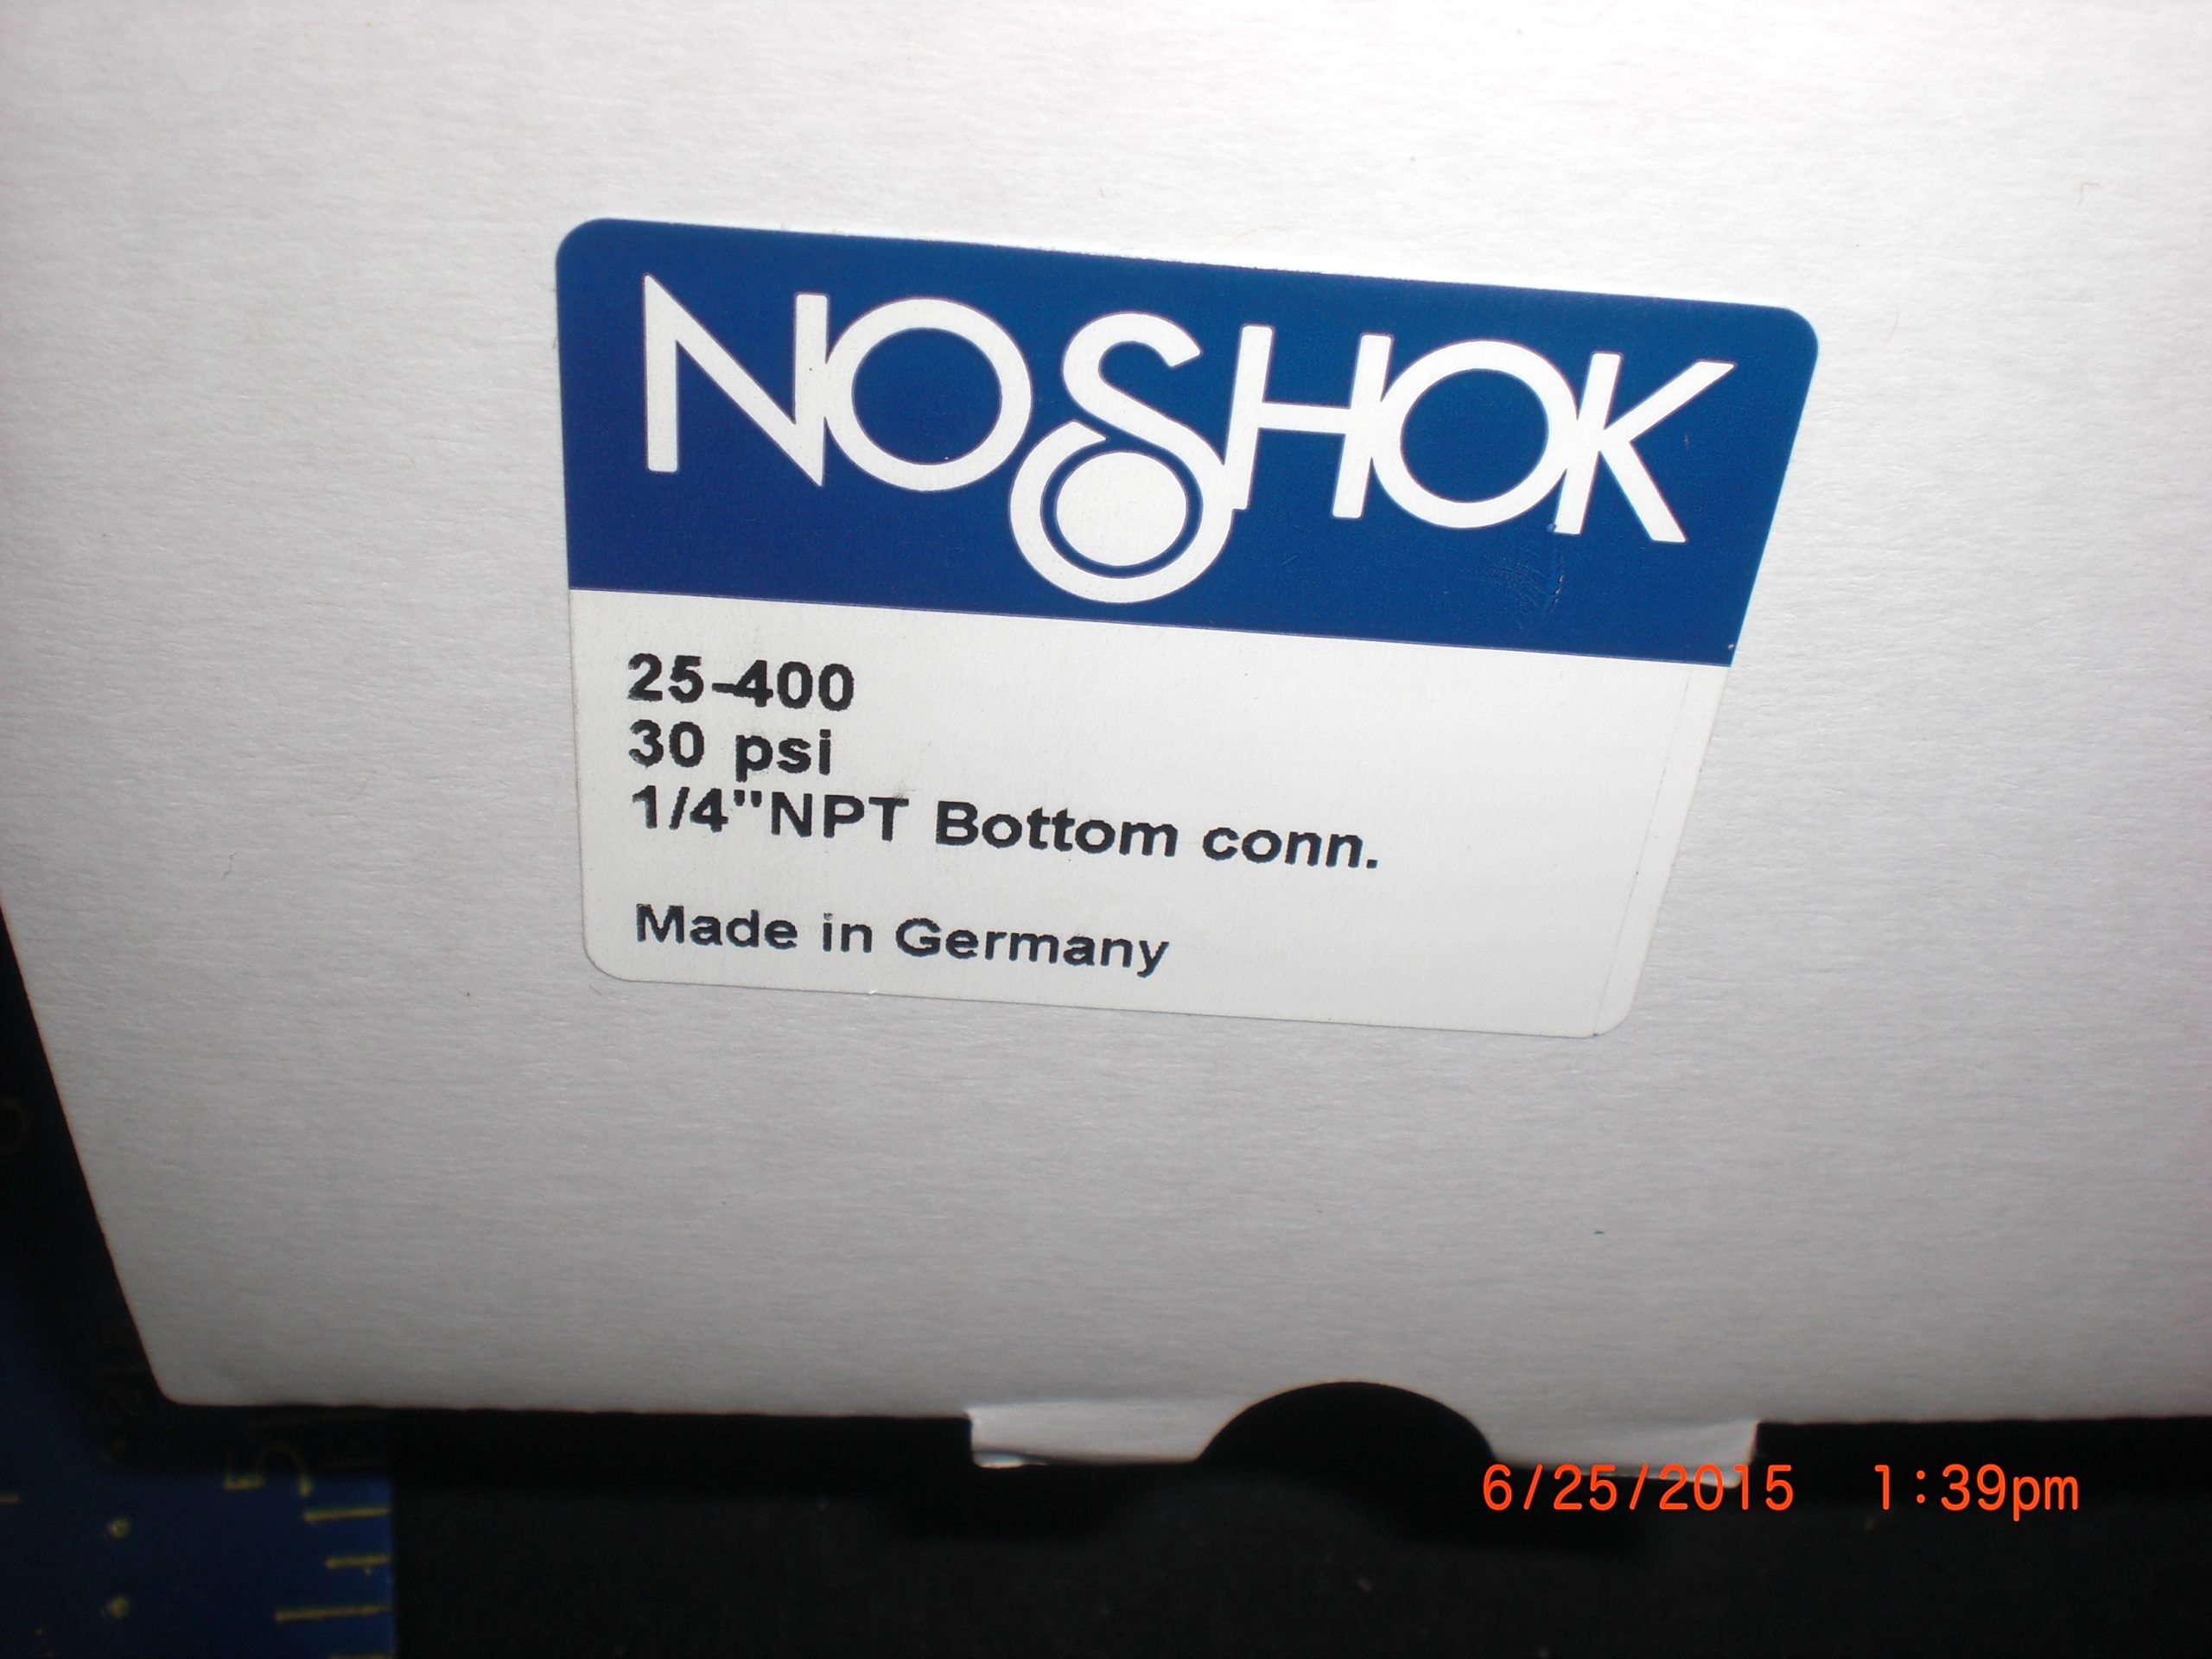 NOSHOK
25-400
30 psi
1/4"NPT Bottom conn.
Made in Germany
6/25/2015 1:39pm